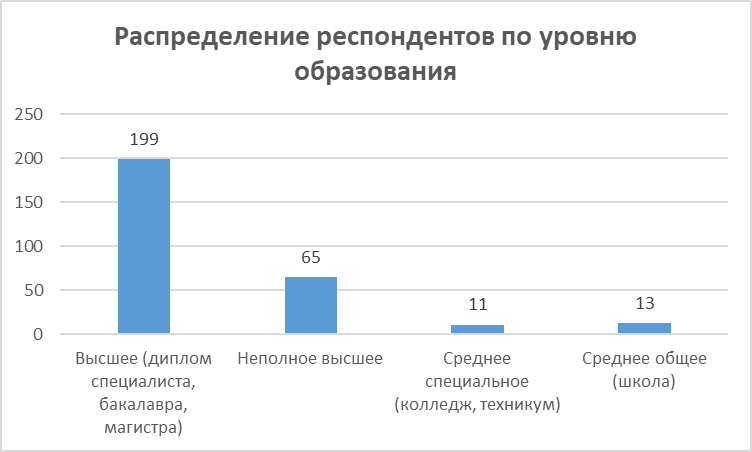 Распределение респондентов по уровню
образования
250
200
150
100
50
0
199
65
11
13
Высшее (диплом
специалиста,
бакалавра,
магистра)
Неполное высшее
Среднее
специальное
(колледж, техникум)
Среднее общее
(школа)